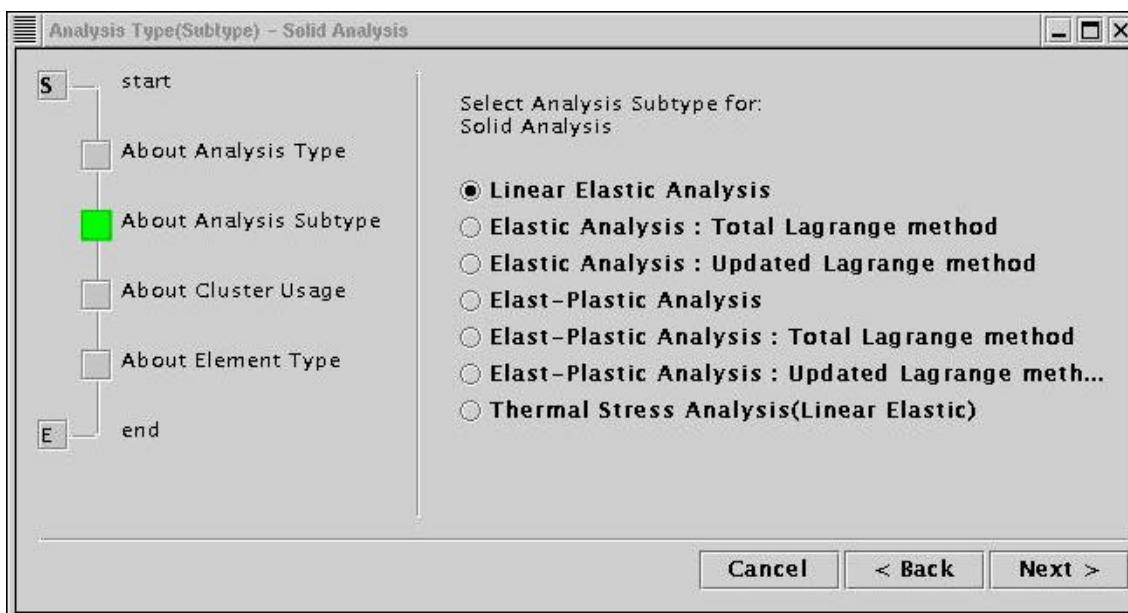 Analysis Type(Subtype) – Solid Analysis
S start
About Analysis Type
About Analysis Subtype
About Cluster Usage
About Element Type
E end
Select Analysis Subtype for:
Solid Analysis
Linear Elastic Analysis
Elastic Analysis : Total Lagrange method
Elastic Analysis : Updated Lagrange method
Elast–Plastic Analysis
Elast–Plastic Analysis : Total Lagrange method
Elast–Plastic Analysis : Updated Lagrange meth...
Thermal Stress Analysis(Linear Elastic)
Cancel < Back Next >